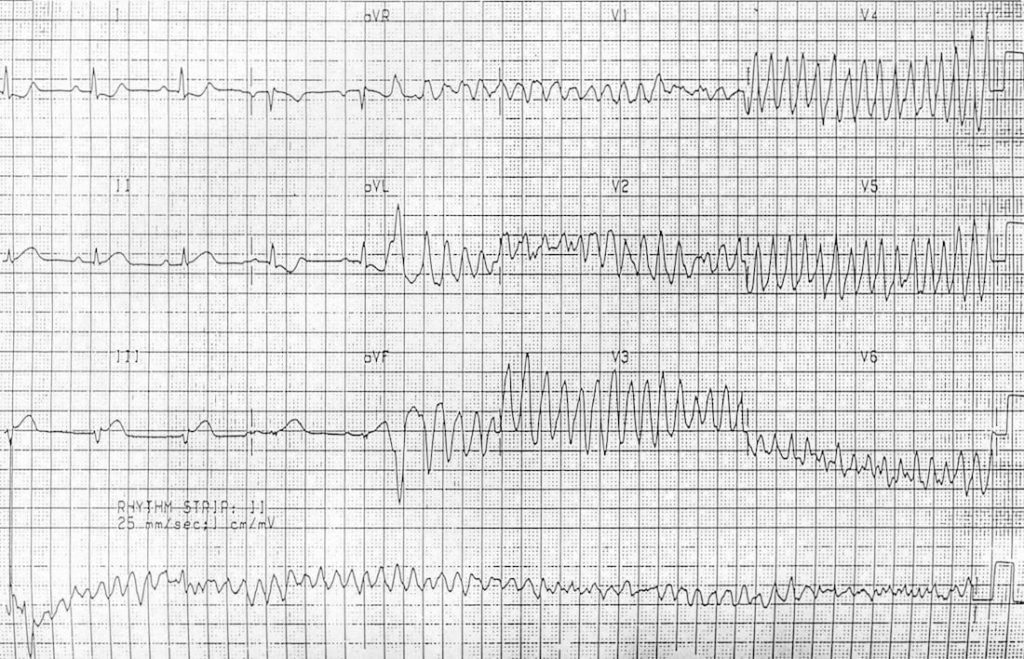 I aVR V1 V4
II aVL V2 V5
III aVF V3 V6
RHYTHM STRIP: II
25 mm/sec;1 cm/mV